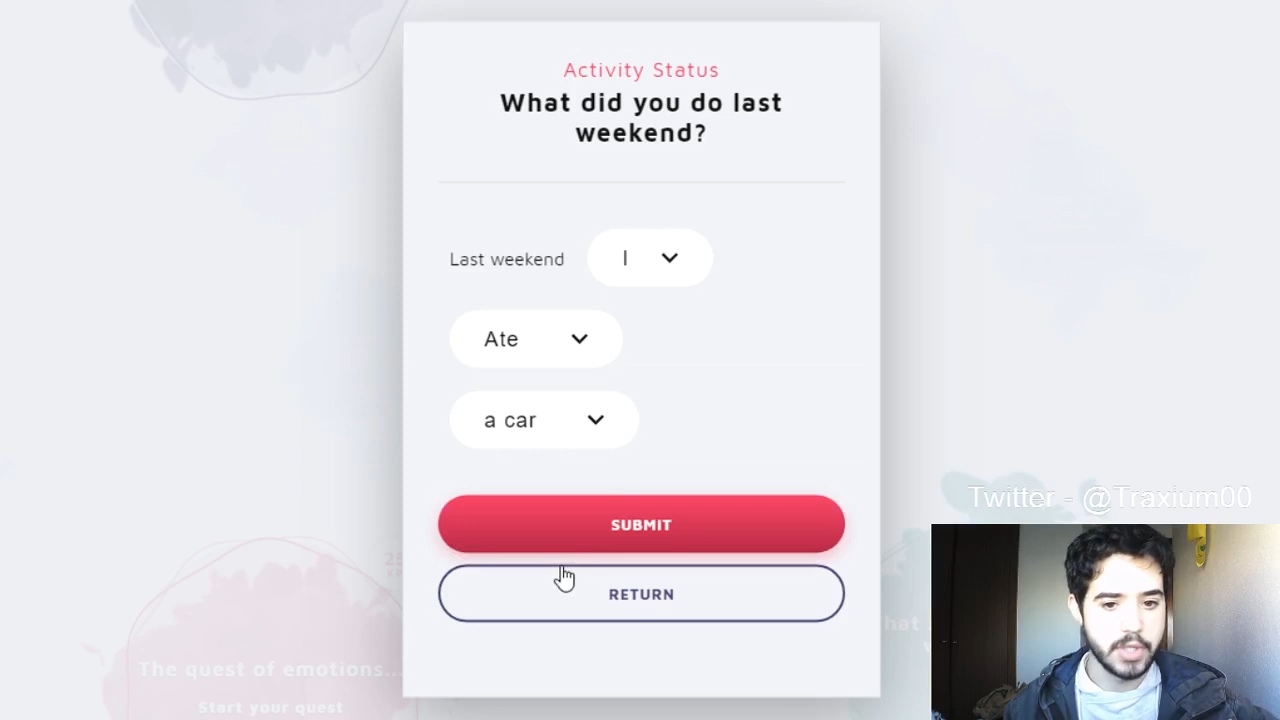 Activity Status
What did you do last
weekend?
Last weekend I
Ate
a car
SUBMIT
RETURN
Twitter - @Traxium00
The quest of emotions...
Start your quest
hat